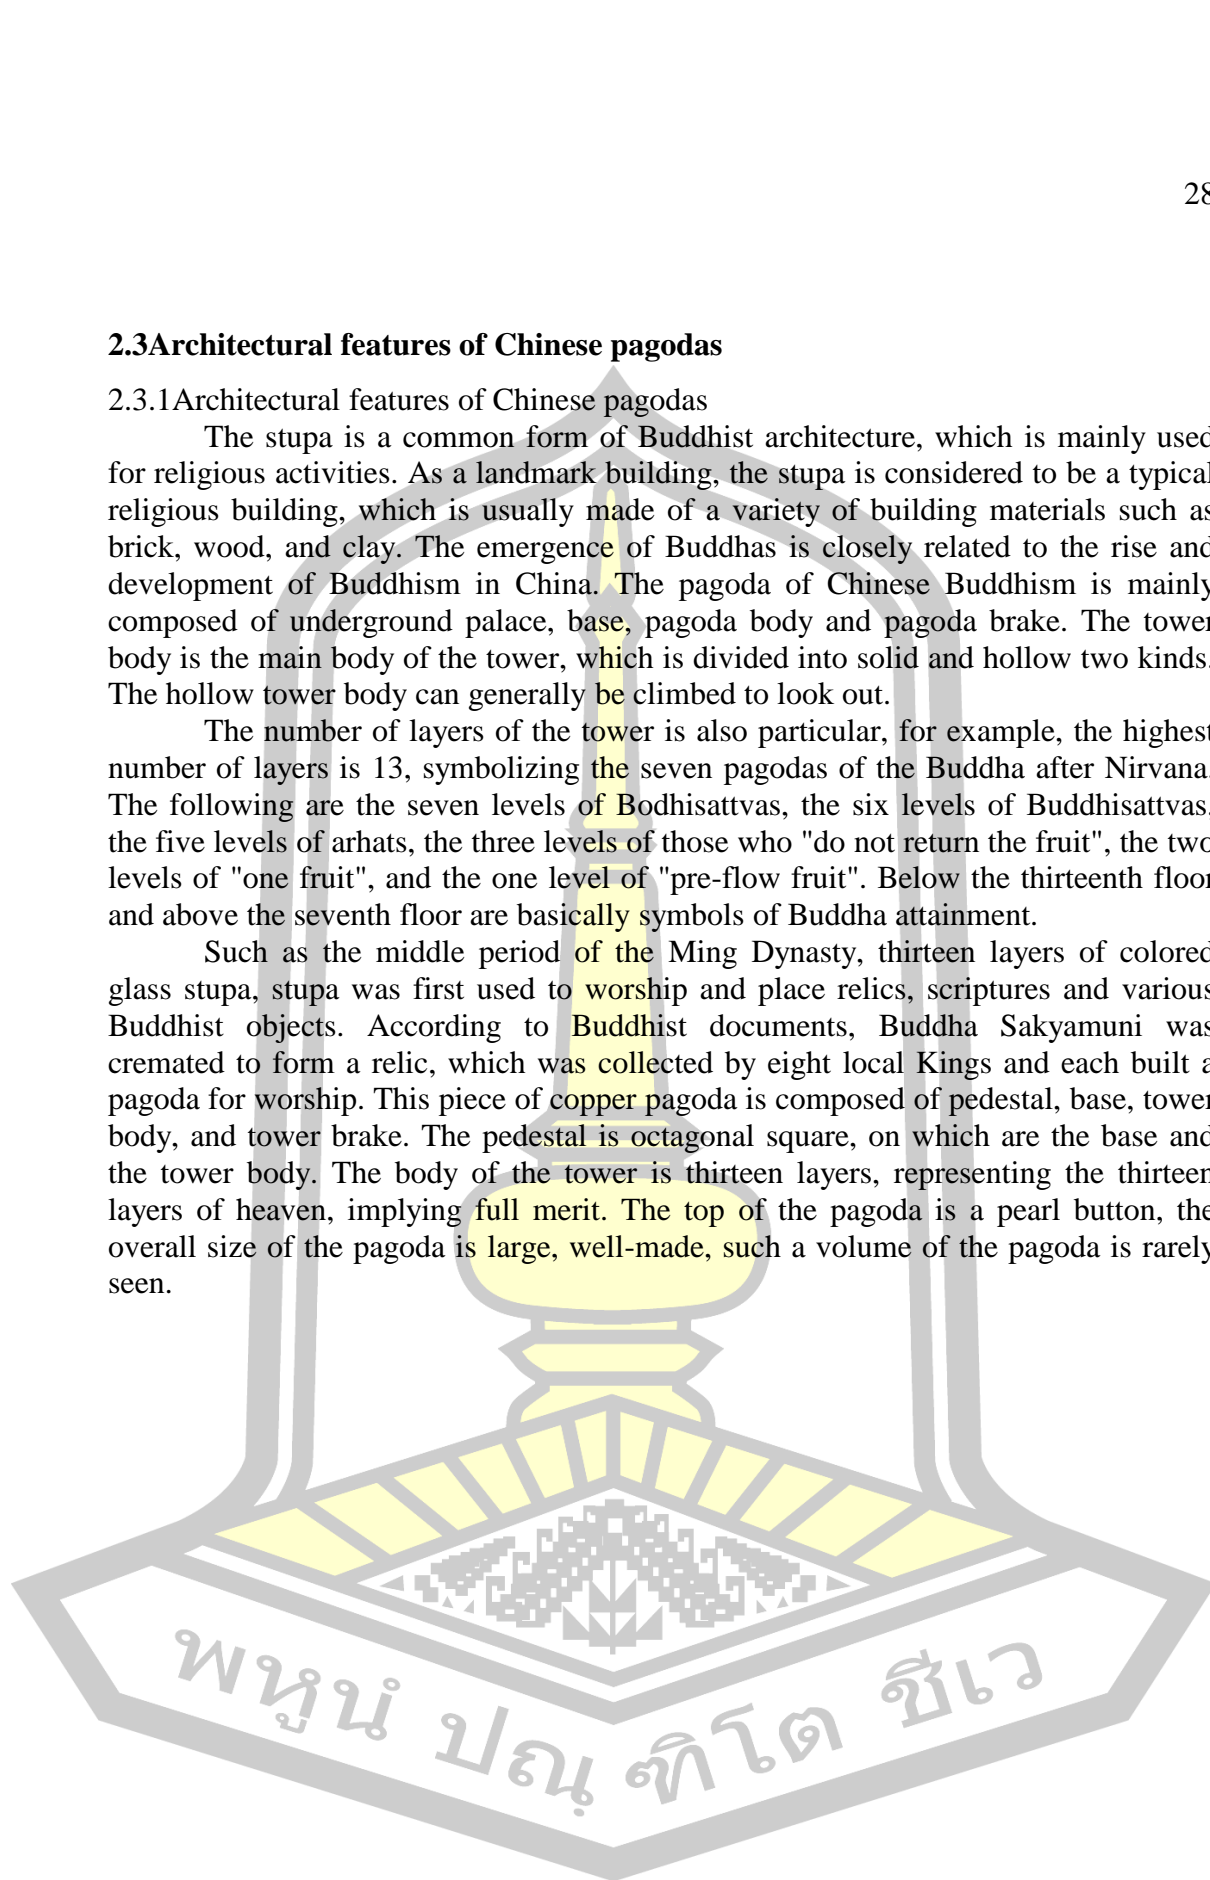 28
2.3Architectural features of Chinese pagodas
2.3.1Architectural features of Chinese pagodas
The stupa is a common form of Buddhist architecture, which is mainly used
for religious activities. As a landmark building, the stupa is considered to be a typical
religious building, which is usually made of a variety of building materials such as
brick, wood, and clay. The emergence of Buddhas is closely related to the rise and
development of Buddhism in China. The pagoda of Chinese Buddhism is mainly
composed of underground palace, base, pagoda body and pagoda brake. The tower
body is the main body of the tower, which is divided into solid and hollow two kinds.
The hollow tower body can generally be climbed to look out.
The number of layers of the tower is also particular, for example, the highest
number of layers is 13, symbolizing the seven pagodas of the Buddha after Nirvana.
The following are the seven levels of Bodhisattvas, the six levels of Buddhisattvas,
the five levels of arhats, the three levels of those who "do not return the fruit", the two
levels of "one fruit", and the one level of "pre-flow fruit". Below the thirteenth floor
and above the seventh floor are basically symbols of Buddha attainment.
Such as the middle period of the Ming Dynasty, thirteen layers of colored
glass stupa, stupa was first used to worship and place relics, scriptures and various
Buddhist objects. According to Buddhist documents, Buddha Sakyamuni was
cremated to form a relic, which was collected by eight local Kings and each built a
pagoda for worship. This piece of copper pagoda is composed of pedestal, base, tower
body, and tower brake. The pedestal is octagonal square, on which are the base and
the tower body. The body of the tower is thirteen layers, representing the thirteen
layers of heaven, implying full merit. The top of the pagoda is a pearl button, the
overall size of the pagoda is large, well-made, such a volume of the pagoda is rarely
seen.
พหูนํ ปณฺฑิโต ชีเว